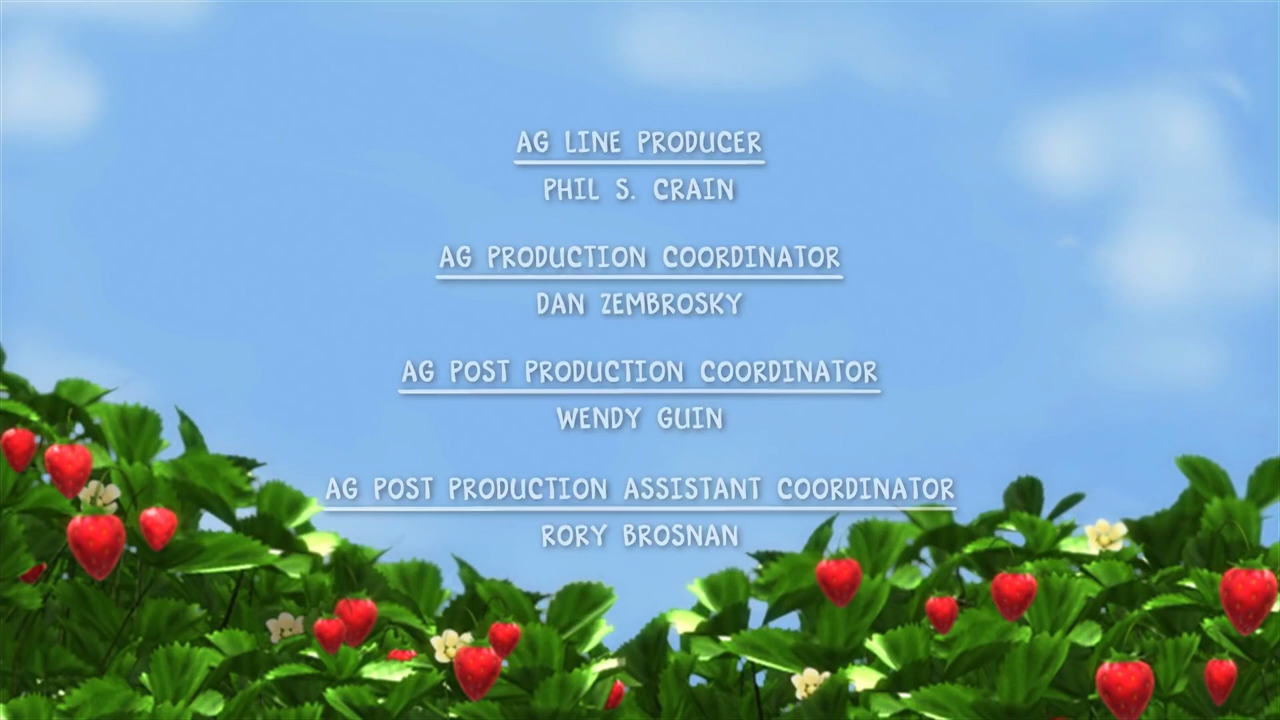 AG LINE PRODUCER
PHIL S. CRAIN
AG PRODUCTION COORDINATOR
DAN ZEMBROSKY
AG POST PRODUCTION COORDINATOR
WENDY GUIN
AG POST PRODUCTION ASSISTANT COORDINATOR
RORY BROSNAN